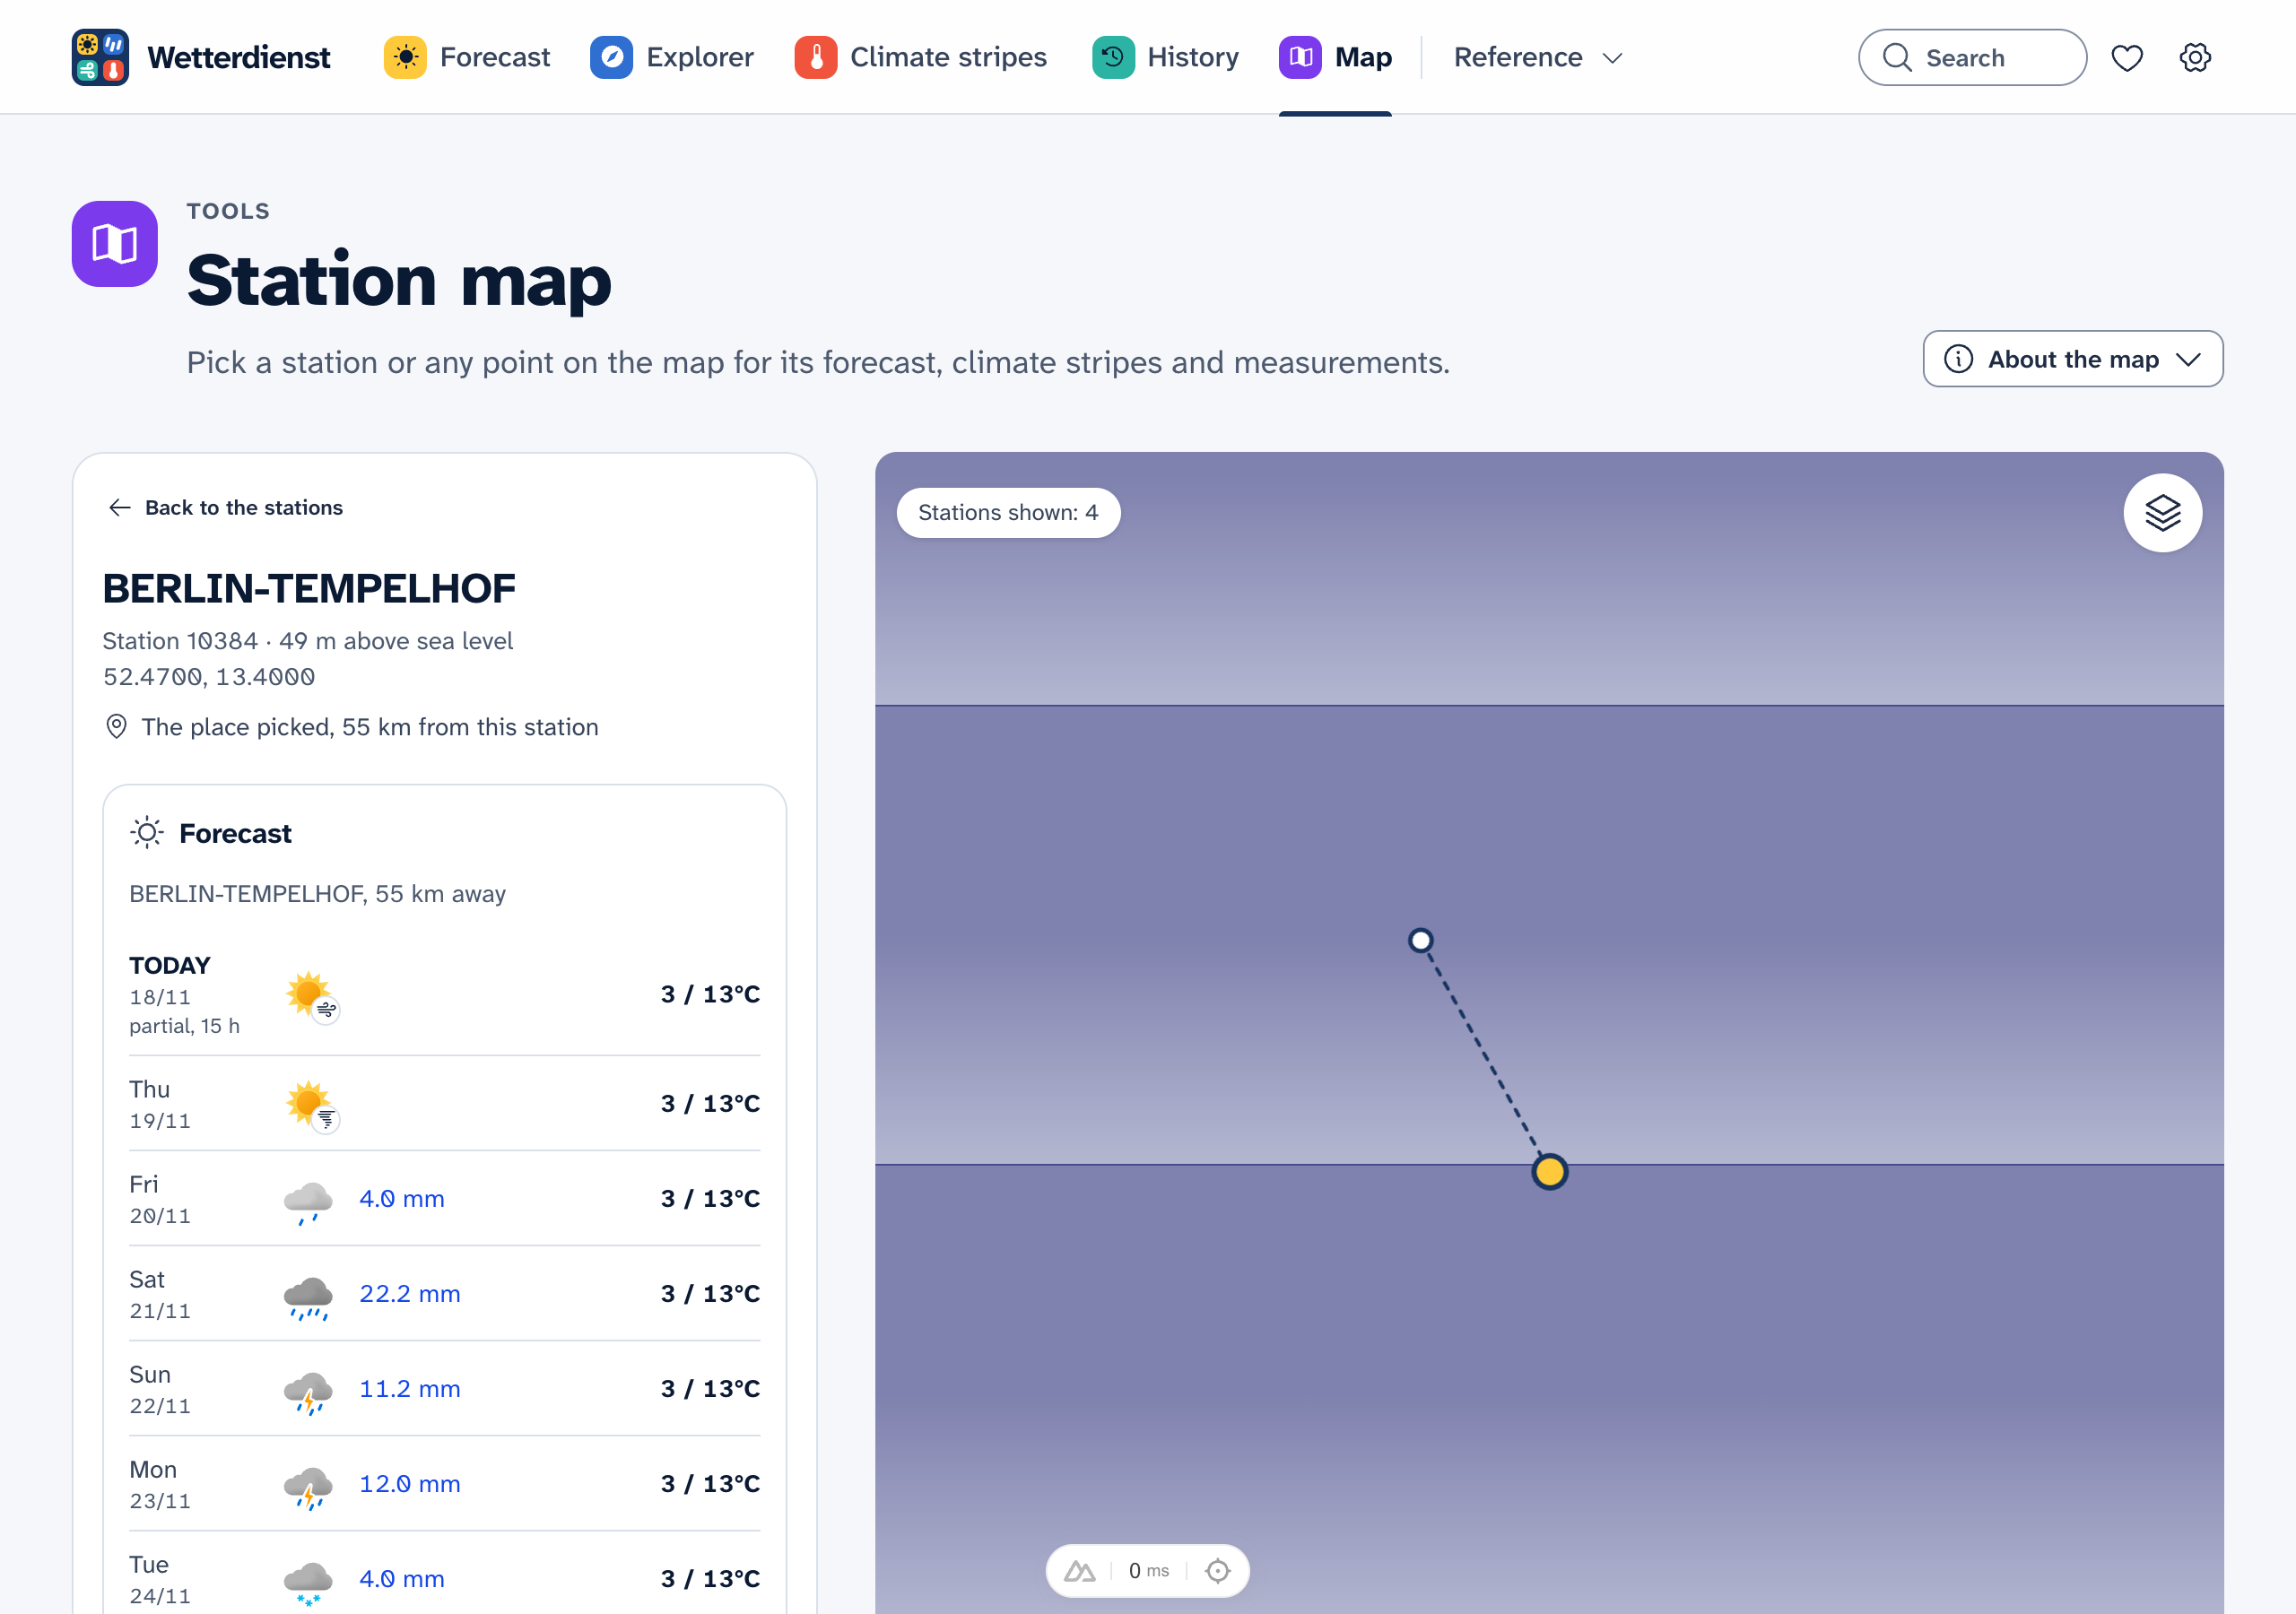 Wetterdienst
Forecast
Explorer
Climate stripes
History
Map
Reference
Search
TOOLS
Station map
Pick a station or any point on the map for its forecast, climate stripes and measurements.
About the map
Back to the stations
BERLIN-TEMPELHOF
Station 10384 · 49 m above sea level
52.4700, 13.4000
The place picked, 55 km from this station
Forecast
BERLIN-TEMPELHOF, 55 km away
TODAY
18/11
partial, 15 h
3 / 13°C
Thu
19/11
3 / 13°C
Fri
20/11
4.0 mm
3 / 13°C
Sat
21/11
22.2 mm
3 / 13°C
Sun
22/11
11.2 mm
3 / 13°C
Mon
23/11
12.0 mm
3 / 13°C
Tue
24/11
4.0 mm
3 / 13°C
Stations shown: 4
0 ms